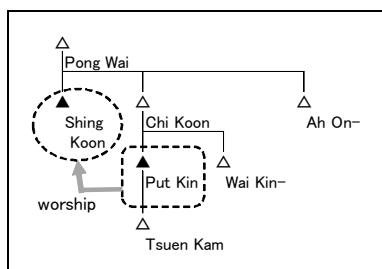 Pong Wai
Shing
Koon
Chi Koon
Ah On-
Put Kin
Wai Kin-
worship
Tsuen Kam